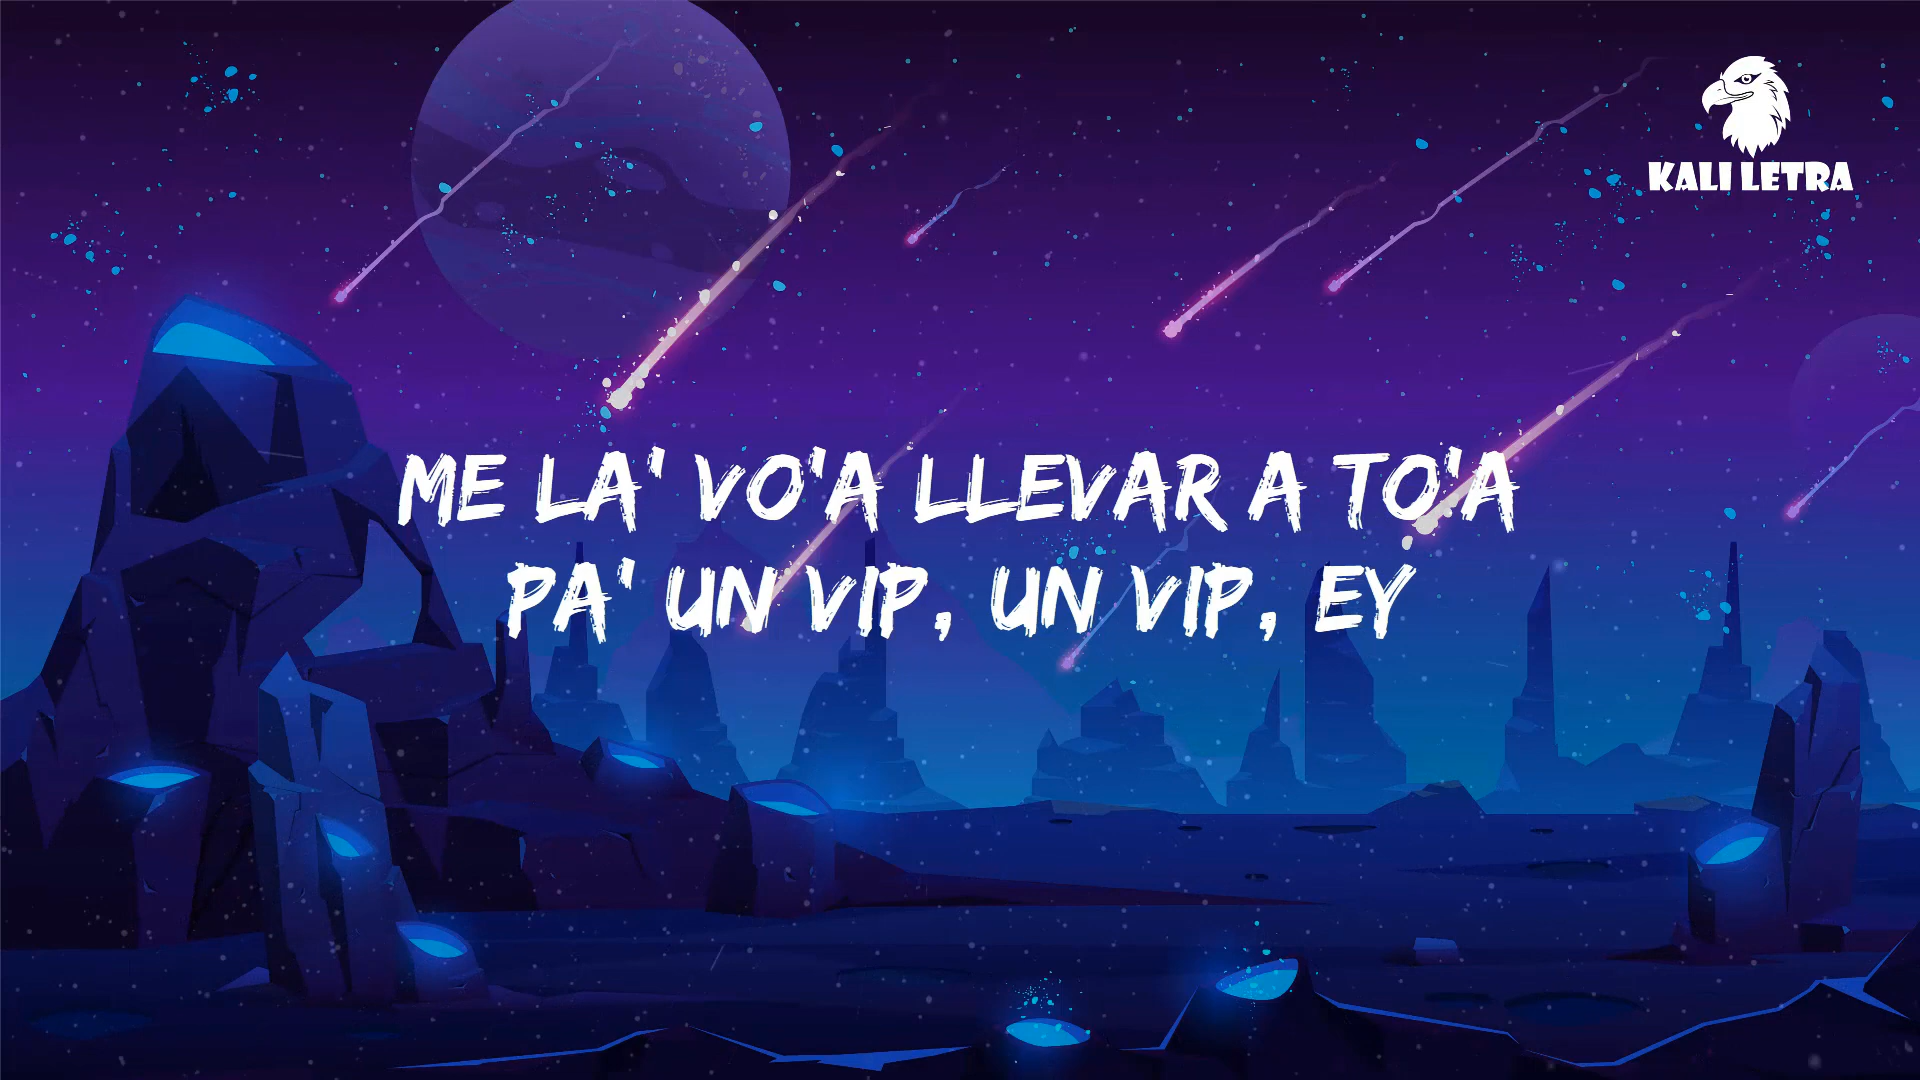 KALI LETRA
ME LA' VO'A LLEVAR A TO'A
PA' UN VIP, UN VIP, EY